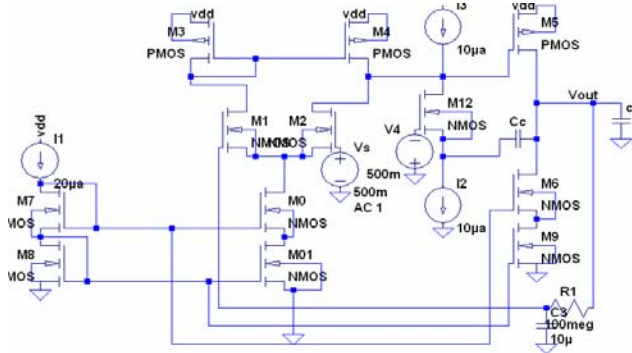 vdd
M3
PMOS
vdd
M4
PMOS
I3
10µa
vdd
M5
PMOS
Vout
c
M1
NMOS
M2
NMOS
Vs
500m
AC 1
V4
500m
M12
NMOS
Cc
I2
10µa
vdd
I1
20µa
M7
MOS
M8
MOS
M0
NMOS
M01
NMOS
M6
NMOS
M9
NMOS
R1
100meg
C3
10µ